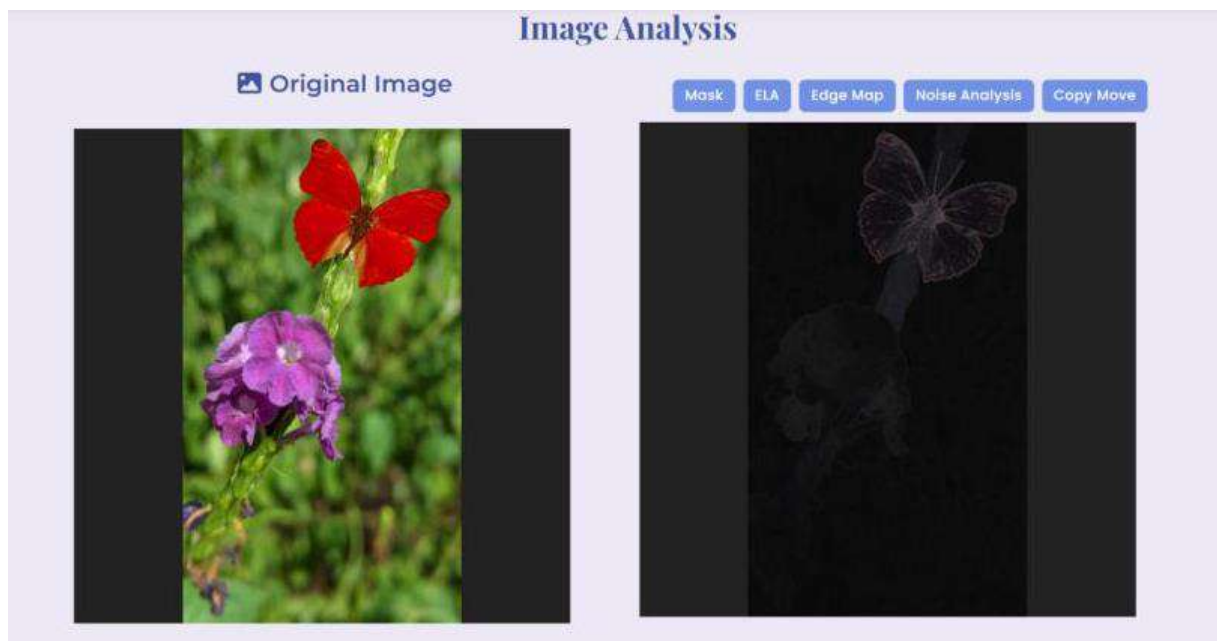 Image Analysis
Original Image
Mask
ELA
Edge Map
Noise Analysis
Copy Move